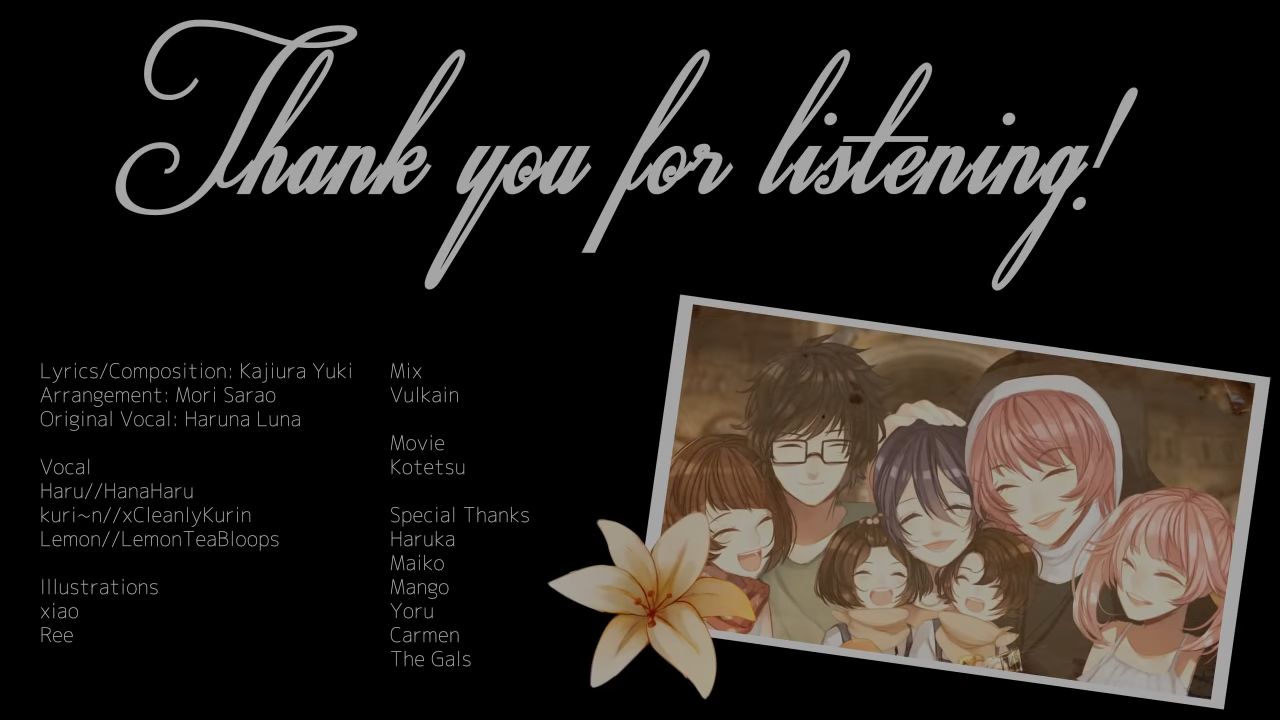 Thank you for listening!
Lyrics/Composition: Kajiura Yuki
Arrangement: Mori Sarao
Original Vocal: Haruna Luna
Vocal
Haru//HanaHaru
kuri~n//xCleanlyKurin
Lemon//LemonTeaBloops
Illustrations
xiao
Ree
Mix
Vulkain
Movie
Kotetsu
Special Thanks
Haruka
Maiko
Mango
Yoru
Carmen
The Gals